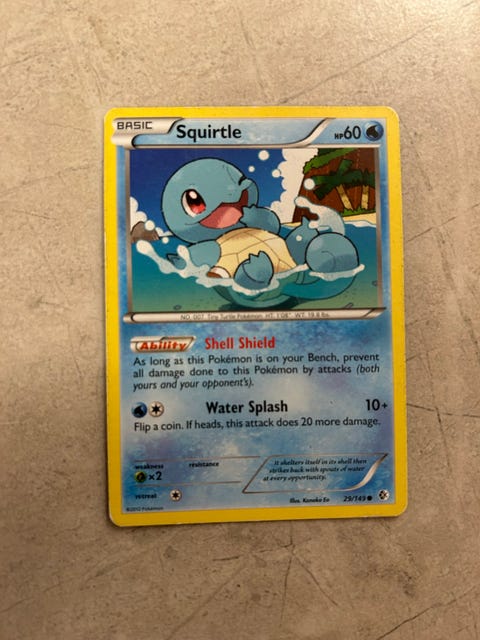 BASIC Squirtle HP60
NO. 007 Tiny Turtle Pokémon HT: 1'08" WT: 19.8 lbs.
Ability Shell Shield
As long as this Pokémon is on your Bench, prevent
all damage done to this Pokémon by attacks (both
yours and your opponent's).
Water Splash 10+
Flip a coin. If heads, this attack does 20 more damage.
weakness resistance
×2
retreat
It shelters itself in its shell then
strikes back with spouts of water
at every opportunity.
Illus. Kanako Eo 29/149
©2012 Pokémon